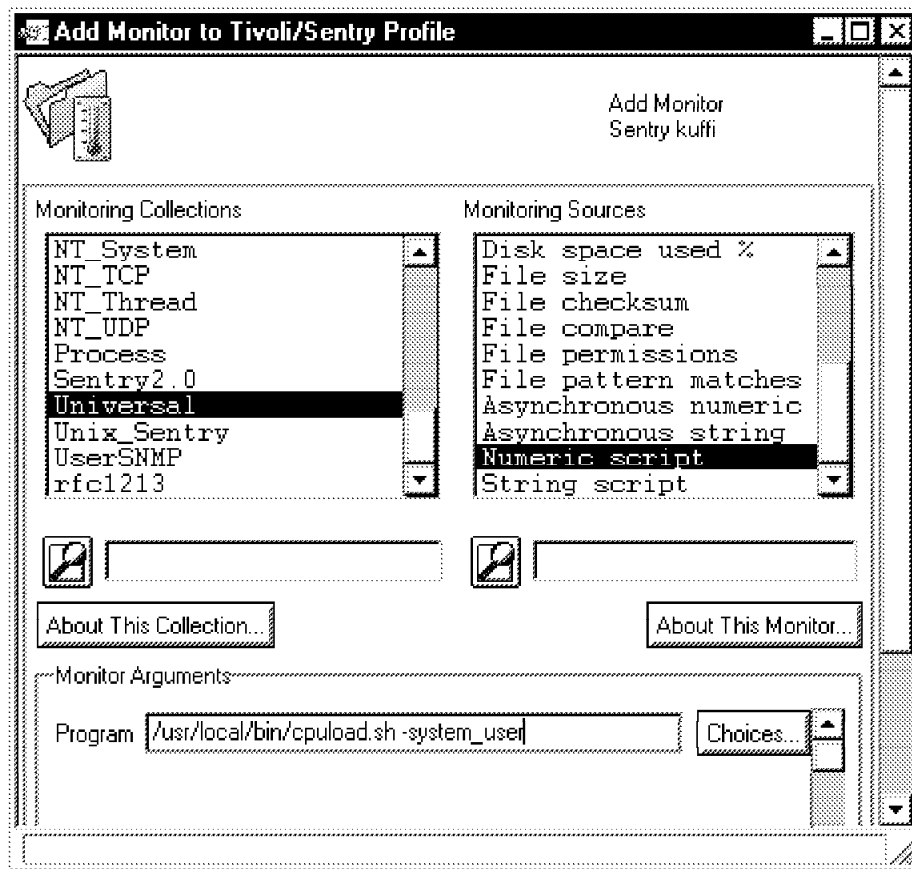 Add Monitor to Tivoli/Sentry Profile
Add Monitor
Sentry kuffi
Monitoring Collections
NT_System
NT_TCP
NT_Thread
NT_UDP
Process
Sentry2.0
Universal
Unix_Sentry
UserSNMP
rfc1213
Monitoring Sources
Disk space used %
File size
File checksum
File compare
File permissions
File pattern matches
Asynchronous numeric
Asynchronous string
Numeric script
String script
About This Collection...
About This Monitor...
Monitor Arguments
Program /usr/local/bin/cpuload.sh -system_user Choices...